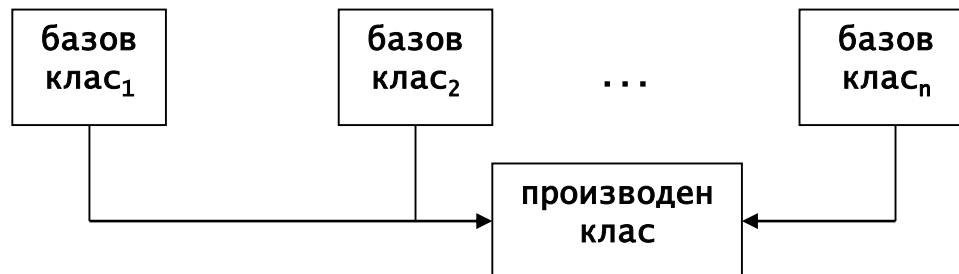 базов
клас₁
базов
клас₂
...
базов
класₙ
производен
клас